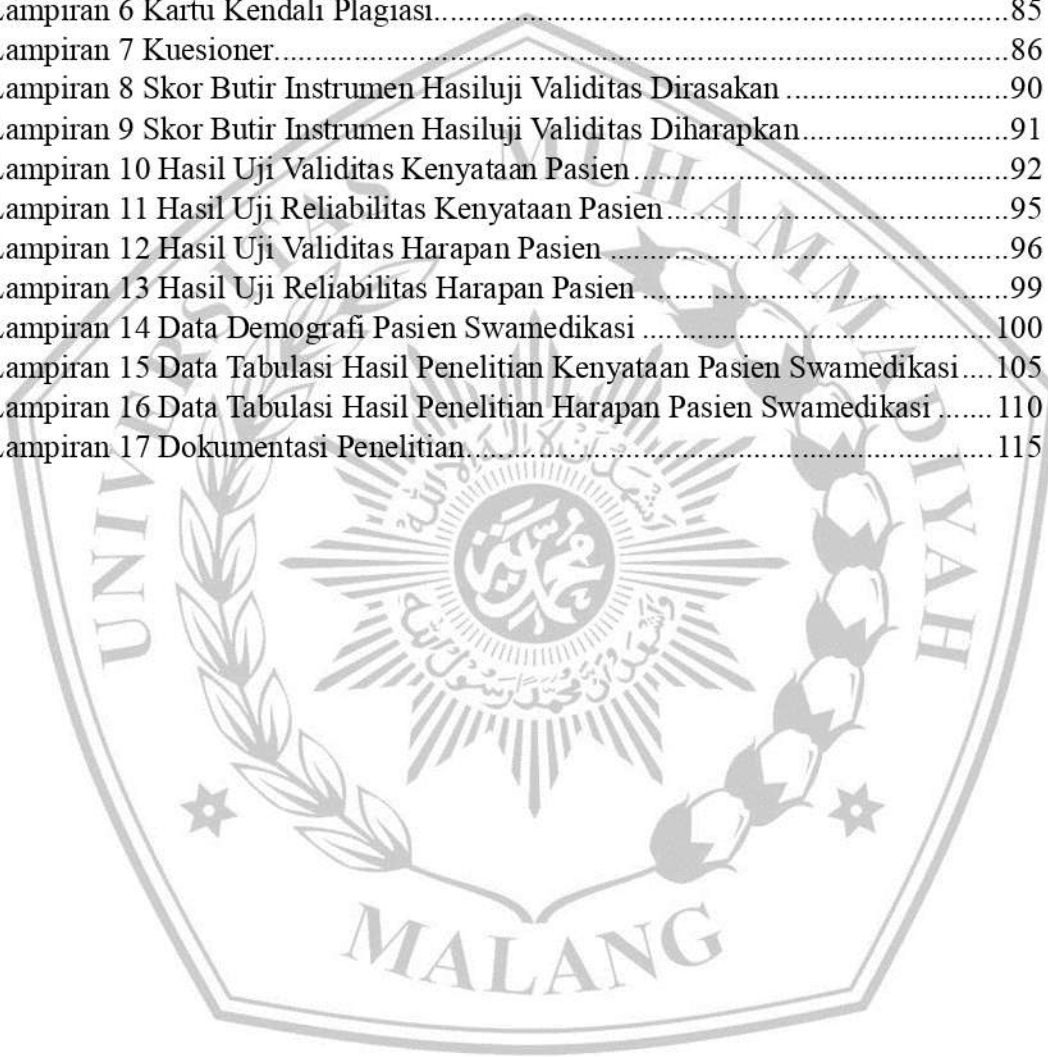 Lampiran 6 Kartu Kendali Plagiasi.......................................................................85
Lampiran 7 Kuesioner...........................................................................................86
Lampiran 8 Skor Butir Instrumen Hasiluji Validitas Dirasakan ............................90
Lampiran 9 Skor Butir Instrumen Hasiluji Validitas Diharapkan..........................91
Lampiran 10 Hasil Uji Validitas Kenyataan Pasien...............................................92
Lampiran 11 Hasil Uji Reliabilitas Kenyataan Pasien...........................................95
Lampiran 12 Hasil Uji Validitas Harapan Pasien ..................................................96
Lampiran 13 Hasil Uji Reliabilitas Harapan Pasien ..............................................99
Lampiran 14 Data Demografi Pasien Swamedikasi ............................................100
Lampiran 15 Data Tabulasi Hasil Penelitian Kenyataan Pasien Swamedikasi....105
Lampiran 16 Data Tabulasi Hasil Penelitian Harapan Pasien Swamedikasi .......110
Lampiran 17 Dokumentasi Penelitian..................................................................115
UNIVERSITAS MUHAMMADIYAH
MALANG